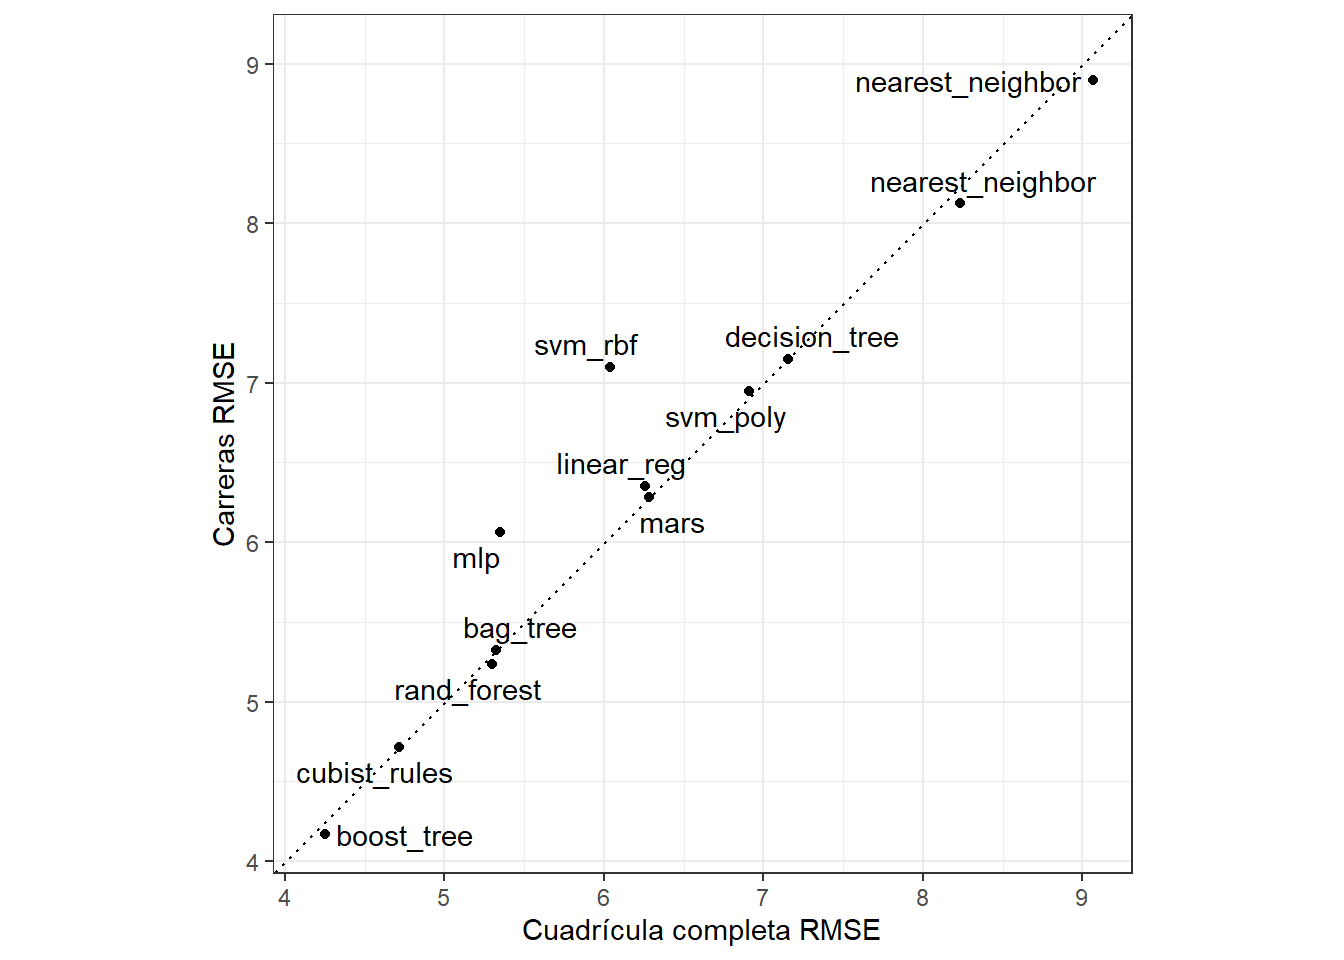 9
8
7
6
5
4
Carreras RMSE
nearest_neighbor
nearest_neighbor
decision_tree
svm_rbf
svm_poly
linear_reg
mars
mlp
bag_tree
rand_forest
cubist_rules
boost_tree
4 5 6 7 8 9
Cuadrícula completa RMSE